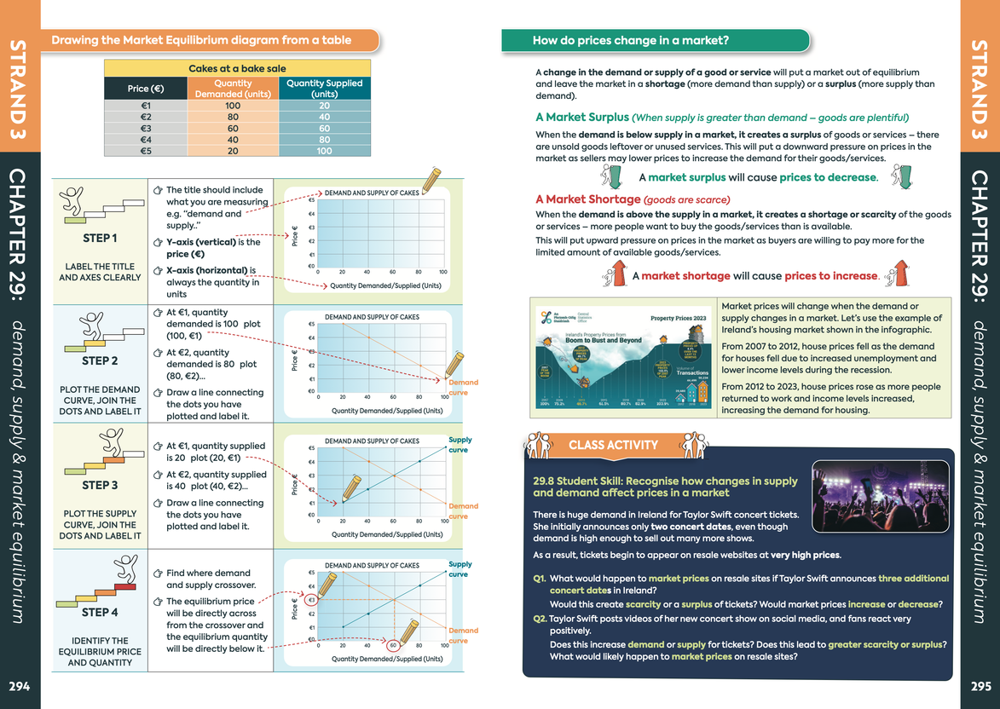 STRAND 3
CHAPTER 29: demand, supply & market equilibrium
294
Drawing the Market Equilibrium diagram from a table
Cakes at a bake sale
Price (€) Quantity Demanded (units) Quantity Supplied (units)
€1 100 20
€2 80 40
€3 60 60
€4 40 80
€5 20 100
STEP 1
LABEL THE TITLE
AND AXES CLEARLY
The title should include
what you are measuring
e.g. “demand and
supply..”
Y-axis (vertical) is the
price (€)
X-axis (horizontal) is
always the quantity in
units
DEMAND AND SUPPLY OF CAKES
Price €
€5
€4
€3
€2
€1
€0
0 20 40 60 80 100
Quantity Demanded/Supplied (Units)
STEP 2
PLOT THE DEMAND
CURVE, JOIN THE
DOTS AND LABEL IT
At €1, quantity
demanded is 100 plot
(100, €1)
At €2, quantity
demanded is 80 plot
(80, €2)...
Draw a line connecting
the dots you have
plotted and label it.
DEMAND AND SUPPLY OF CAKES
Price €
€5
€4
€3
€2
€1
€0
0 20 40 60 80 100
Demand
curve
Quantity Demanded/Supplied (Units)
STEP 3
PLOT THE SUPPLY
CURVE, JOIN THE
DOTS AND LABEL IT
At €1, quantity supplied
is 20 plot (20, €1)
At €2, quantity supplied
is 40 plot (40, €2)...
Draw a line connecting
the dots you have
plotted and label it.
DEMAND AND SUPPLY OF CAKES
Supply
curve
Price €
€5
€4
€3
€2
€1
€0
0 20 40 60 80 100
Demand
curve
Quantity Demanded/Supplied (Units)
STEP 4
IDENTIFY THE
EQUILIBRIUM PRICE
AND QUANTITY
Find where demand
and supply crossover.
The equilibrium price
will be directly across
from the crossover and
the equilibrium quantity
will be directly below it.
DEMAND AND SUPPLY OF CAKES
Supply
curve
Price €
€5
€4
€3
€2
€1
€0
0 20 40 60 80 100
Demand
curve
Quantity Demanded/Supplied (Units)
How do prices change in a market?
A change in the demand or supply of a good or service will put a market out of equilibrium
and leave the market in a shortage (more demand than supply) or a surplus (more supply than
demand).
A Market Surplus (When supply is greater than demand – goods are plentiful)
When the demand is below supply in a market, it creates a surplus of goods or services – there
are unsold goods leftover or unused services. This will put a downward pressure on prices in the
market as sellers may lower prices to increase the demand for their goods/services.
A market surplus will cause prices to decrease.
A Market Shortage (goods are scarce)
When the demand is above the supply in a market, it creates a shortage or scarcity of the goods
or services – more people want to buy the goods/services than is available.
This will put upward pressure on prices in the market as buyers are willing to pay more for the
limited amount of available goods/services.
A market shortage will cause prices to increase.
Property Prices 2023
Ireland's Property Prices from
Boom to Bust and Beyond
Transactions
Market prices will change when the demand or
supply changes in a market. Let’s use the example of
Ireland’s housing market shown in the infographic.
From 2007 to 2012, house prices fell as the demand
for houses fell due to increased unemployment and
lower income levels during the recession.
From 2012 to 2023, house prices rose as more people
returned to work and income levels increased,
increasing the demand for housing.
CLASS ACTIVITY
29.8 Student Skill: Recognise how changes in supply
and demand affect prices in a market
There is huge demand in Ireland for Taylor Swift concert tickets.
She initially announces only two concert dates, even though
demand is high enough to sell out many more shows.
As a result, tickets begin to appear on resale websites at very high prices.
Q1. What would happen to market prices on resale sites if Taylor Swift announces three additional
concert dates in Ireland?
Would this create scarcity or a surplus of tickets? Would market prices increase or decrease?
Q2. Taylor Swift posts videos of her new concert show on social media, and fans react very
positively.
Does this increase demand or supply for tickets? Does this lead to greater scarcity or surplus?
What would likely happen to market prices on resale sites?
STRAND 3
CHAPTER 29: demand, supply & market equilibrium
295